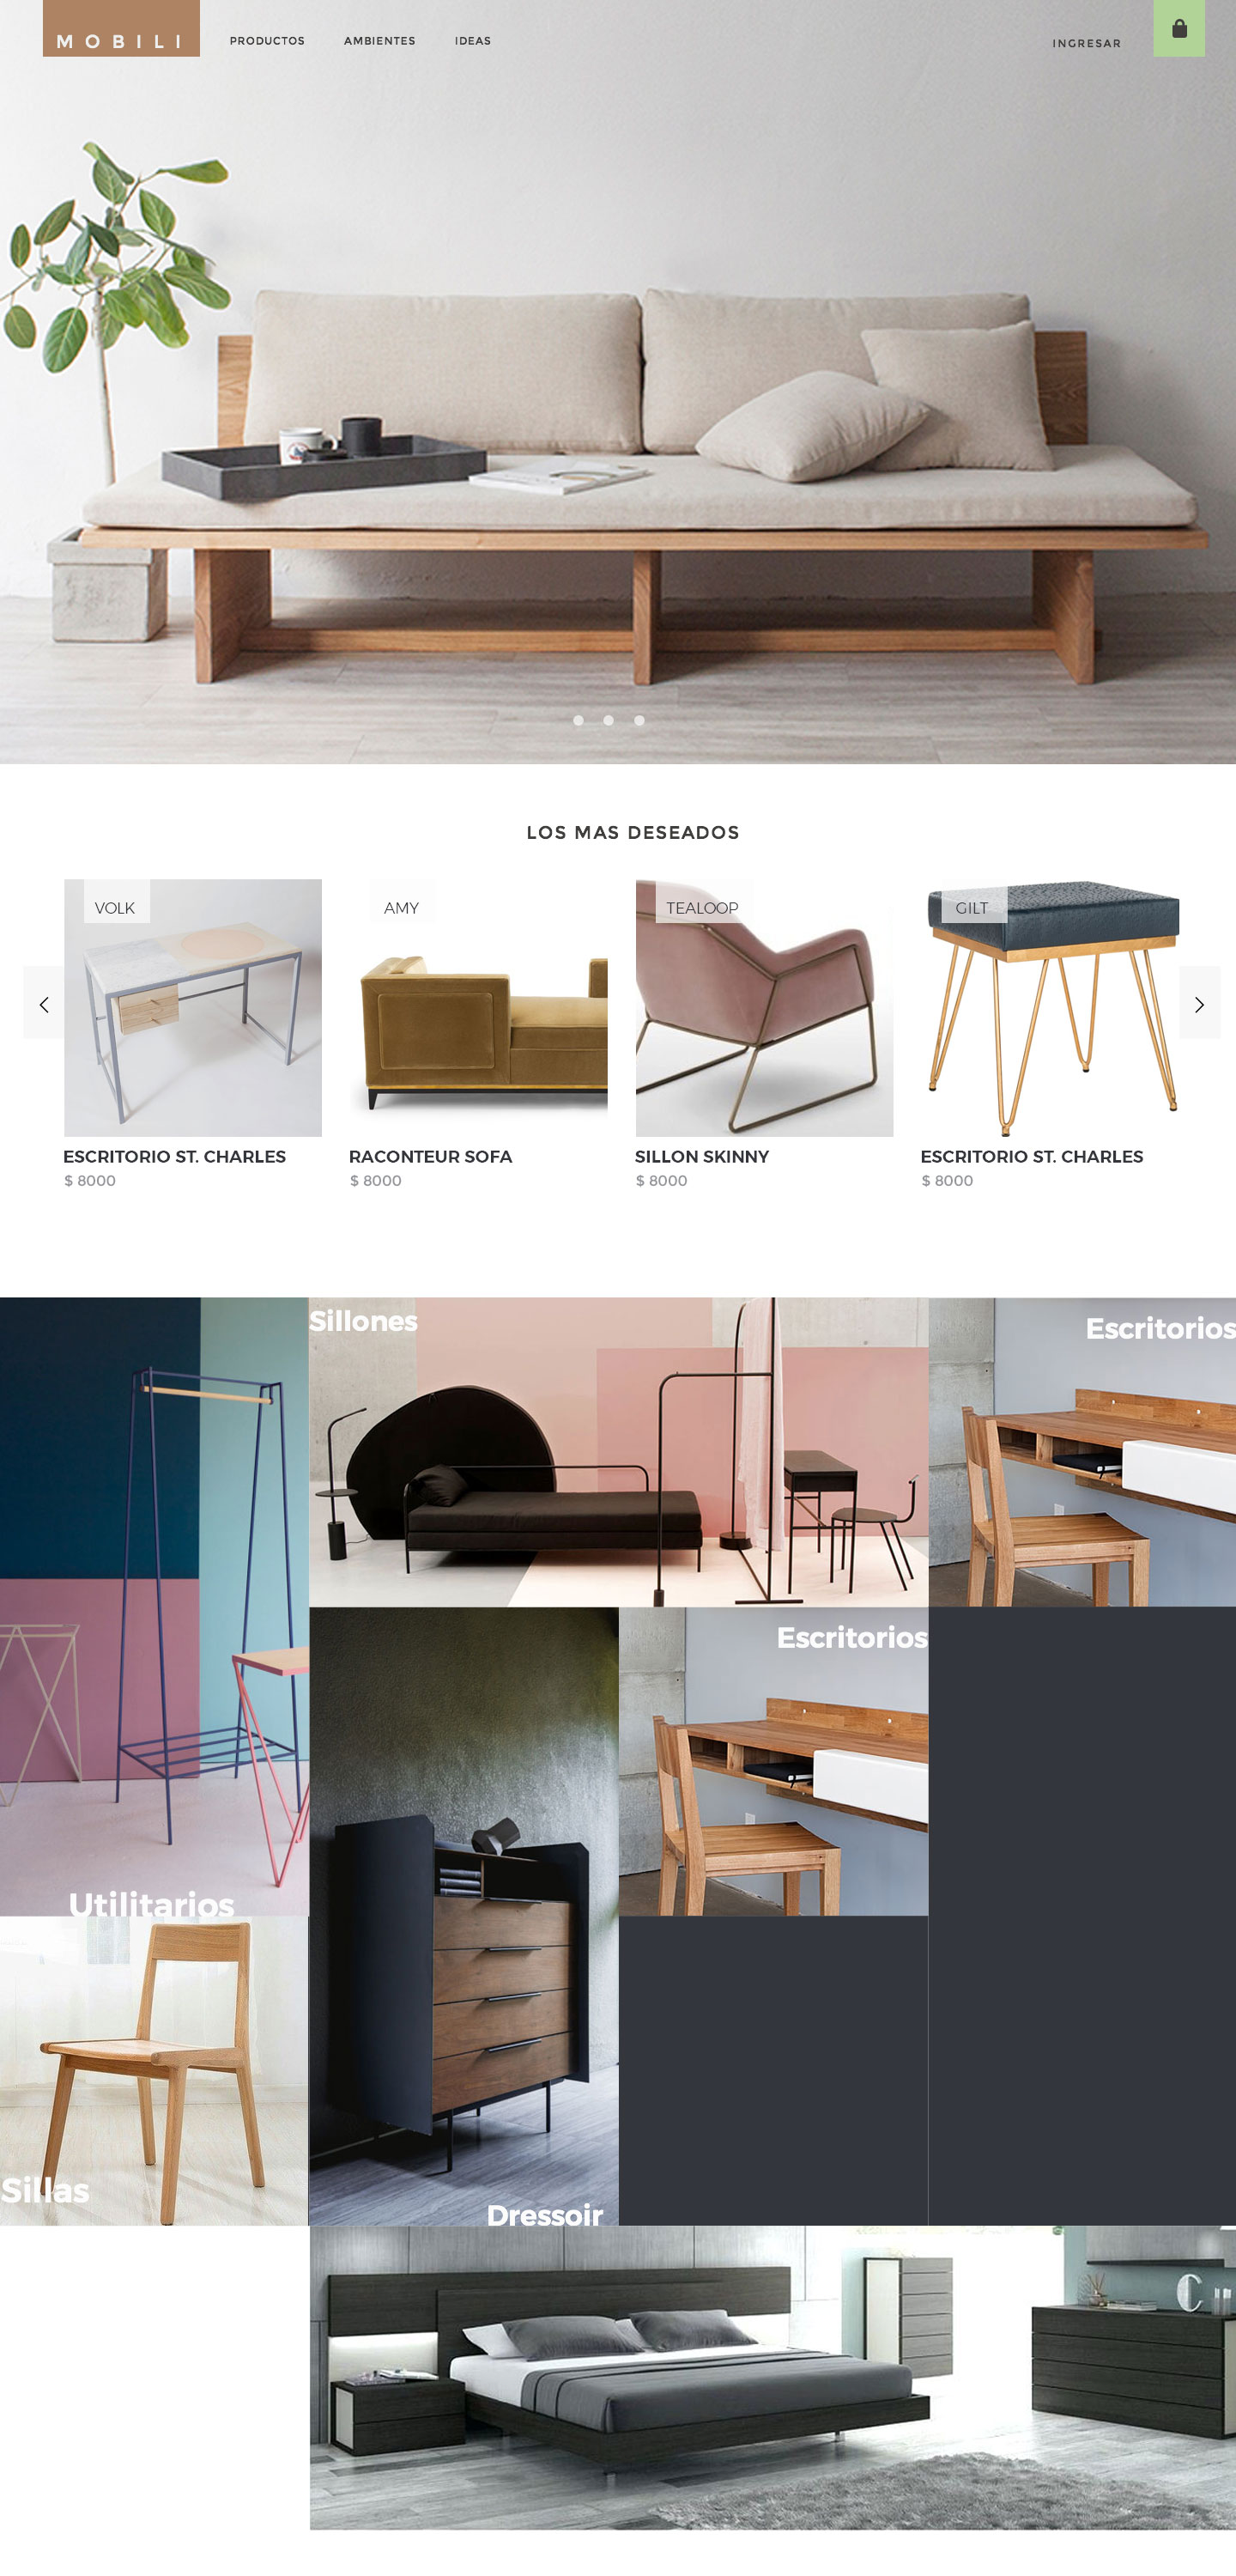 MOBILI
PRODUCTOS
AMBIENTES
IDEAS
INGRESAR
LOS MAS DESEADOS
VOLK
AMY
TEALOOP
GILT
ESCRITORIO ST. CHARLES
$ 8000
RACONTEUR SOFA
$ 8000
SILLON SKINNY
$ 8000
ESCRITORIO ST. CHARLES
$ 8000
Sillones
Escritorios
Escritorios
Utilitarios
Sillas
Dressoir
C